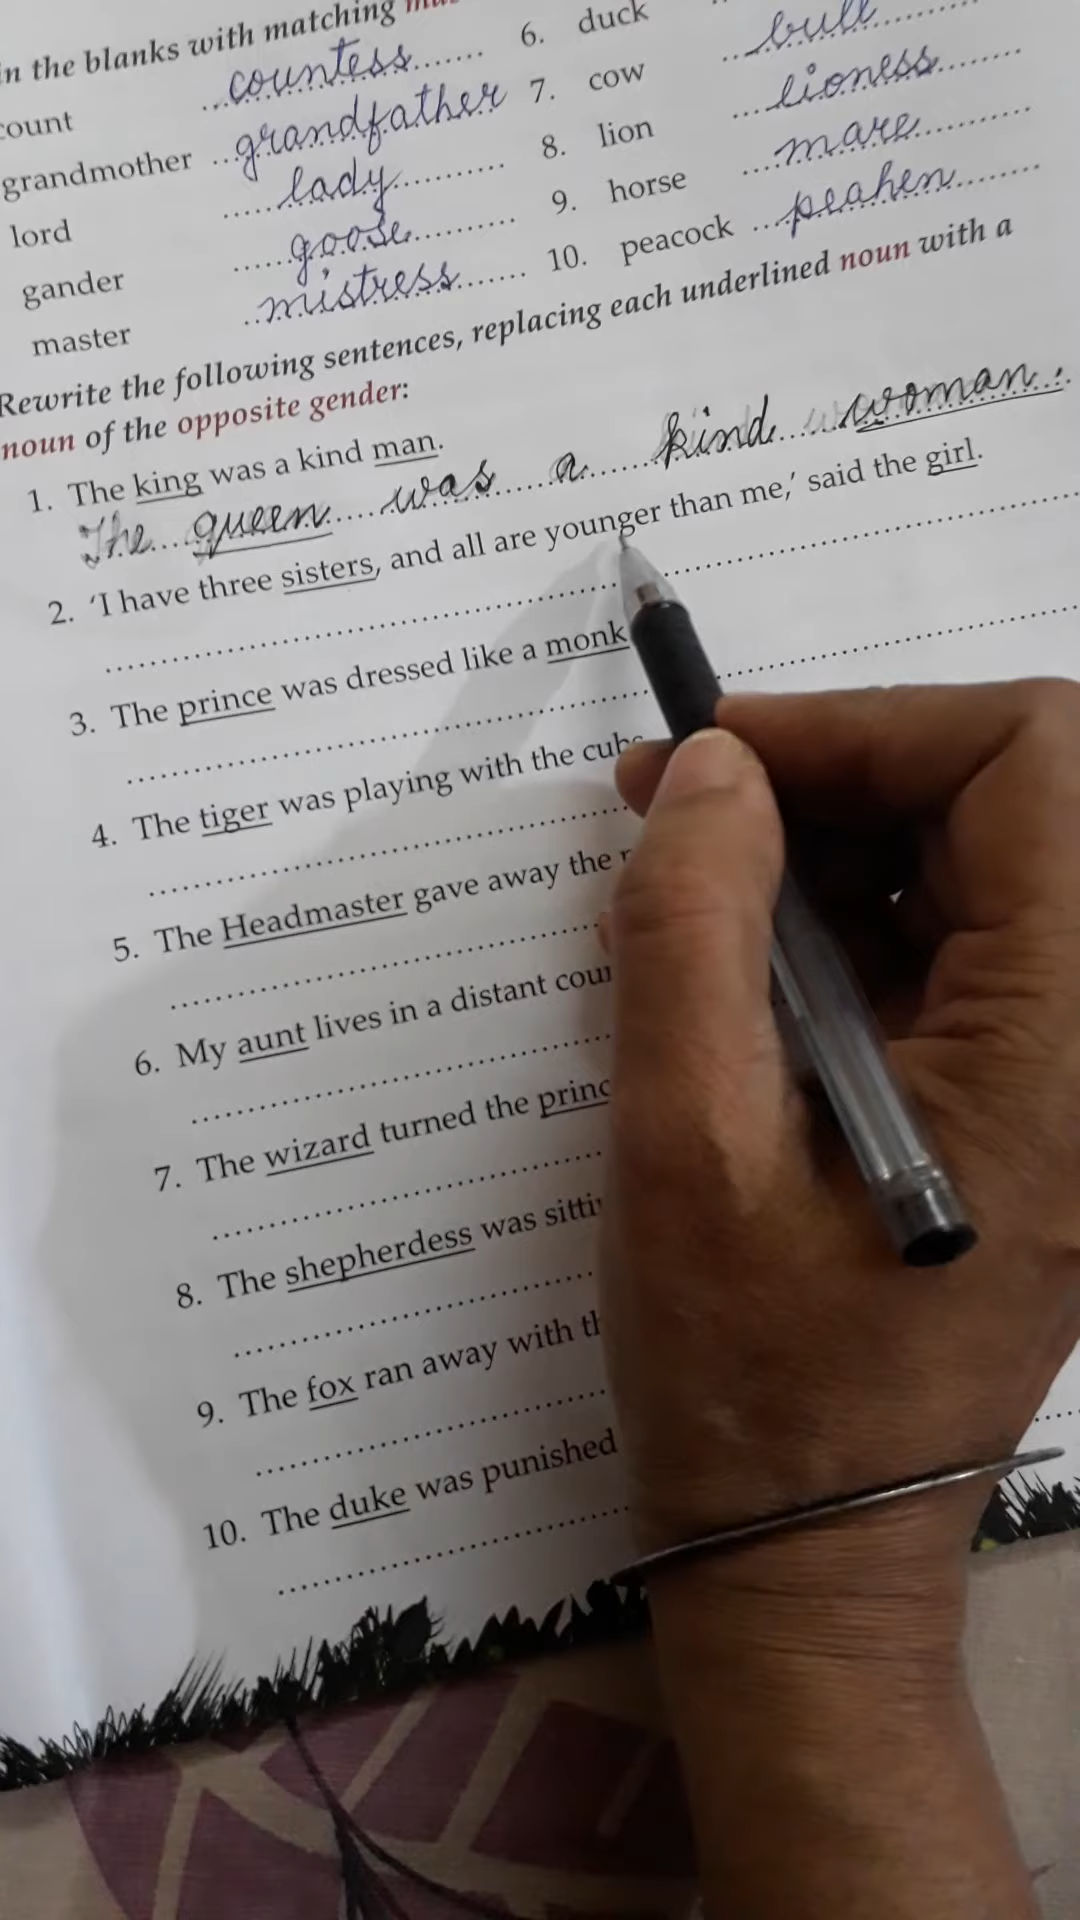 in the blanks with matching
count countess 6. duck
grandmother grandfather 7. cow bull
lord lady 8. lion lioness
gander goose 9. horse mare
master mistress 10. peacock peahen
Rewrite the following sentences, replacing each underlined noun with a
noun of the opposite gender:
1. The king was a kind man.
The queen was a kind woman.
2. ‘I have three sisters, and all are younger than me,’ said the girl.
3. The prince was dressed like a monk
4. The tiger was playing with the cubs
5. The Headmaster gave away the
6. My aunt lives in a distant
7. The wizard turned the
8. The shepherdess was
9. The fox ran away with
10. The duke was punished